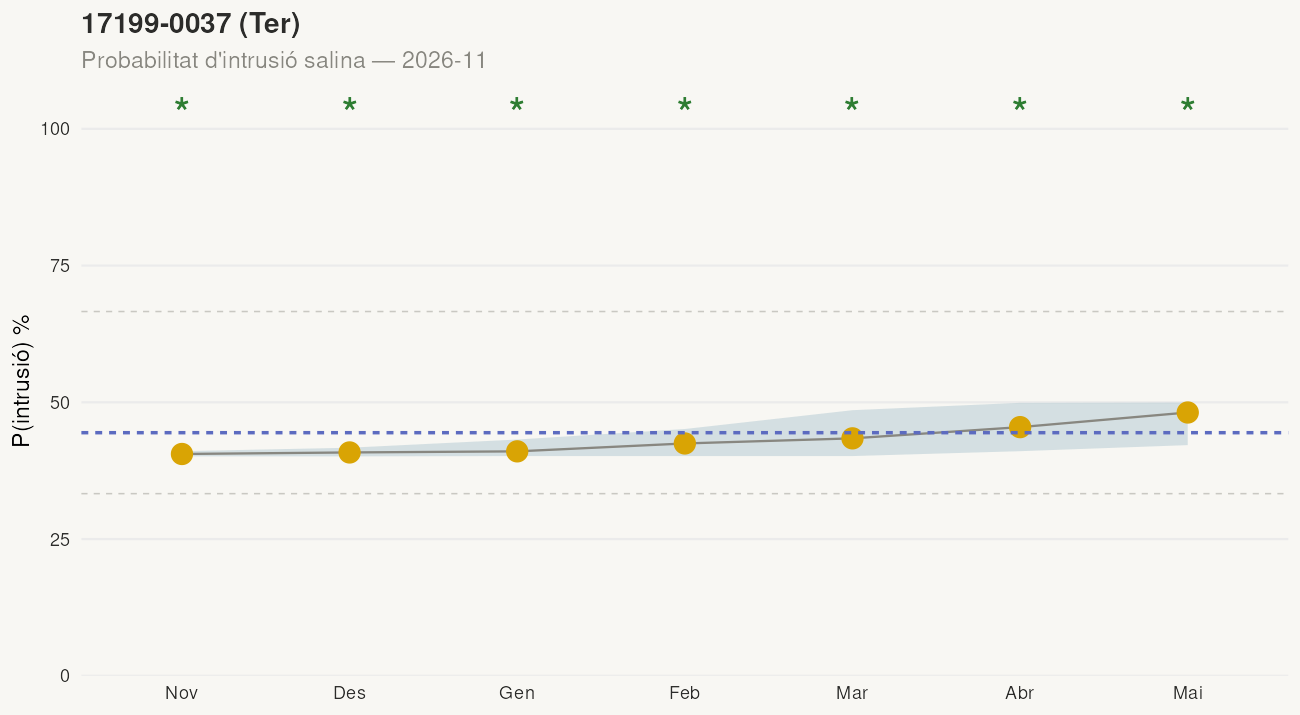 17199-0037 (Ter)
Probabilitat d'intrusió salina — 2026-11
* * * * * * *
100
75
50
25
0
P(intrusió) %
Nov Des Gen Feb Mar Abr Mai